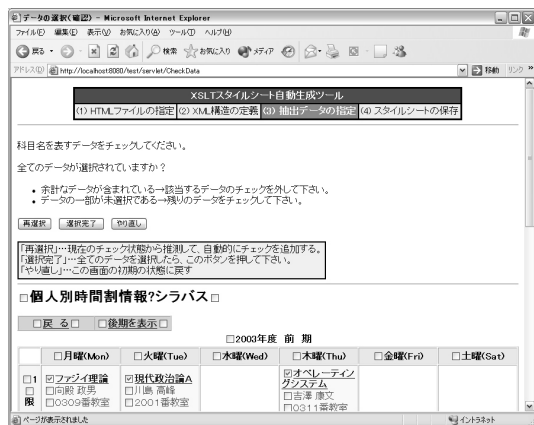 データの選択(確認) - Microsoft Internet Explorer
ファイル(F) 編集(E) 表示(V) お気に入り(A) ツール(T) ヘルプ(H)
戻る 検索 お気に入り メディア
アドレス(D) http://localhost:8080/test/servlet/CheckData 移動 リンク »
XSLTスタイルシート自動生成ツール
(1) HTMLファイルの指定 (2) XML構造の定義 (3) 抽出データの指定 (4) スタイルシートの保存
科目名を表すデータをチェックしてください。
全てのデータが選択されていますか?
• 余計なデータが含まれている→該当するデータのチェックを外して下さい。
• データの一部が未選択である→残りのデータをチェックして下さい。
再選択 選択完了 やり直し
「再選択」…現在のチェック状態から推測して、自動的にチェックを追加する。
「選択完了」…全てのデータを選択したら、このボタンを押して下さい。
「やり直し」…この画面の初期の状態に戻す
□個人別時間割情報?シラバス□
□戻 る□ □後期を表示□
□2003年度 前 期
□月曜(Mon) □火曜(Tue) □水曜(Wed) □木曜(Thu) □金曜(Fri) □土曜(Sat)
□1 ☑ファジイ理論 ☑現代政治論A ☑オペレーティングシステム
□ □向殿 政男 □川島 高峰 □吉澤 康文
限 □0309番教室 □2001番教室 □0311番教室
ページが表示されました イントラネット